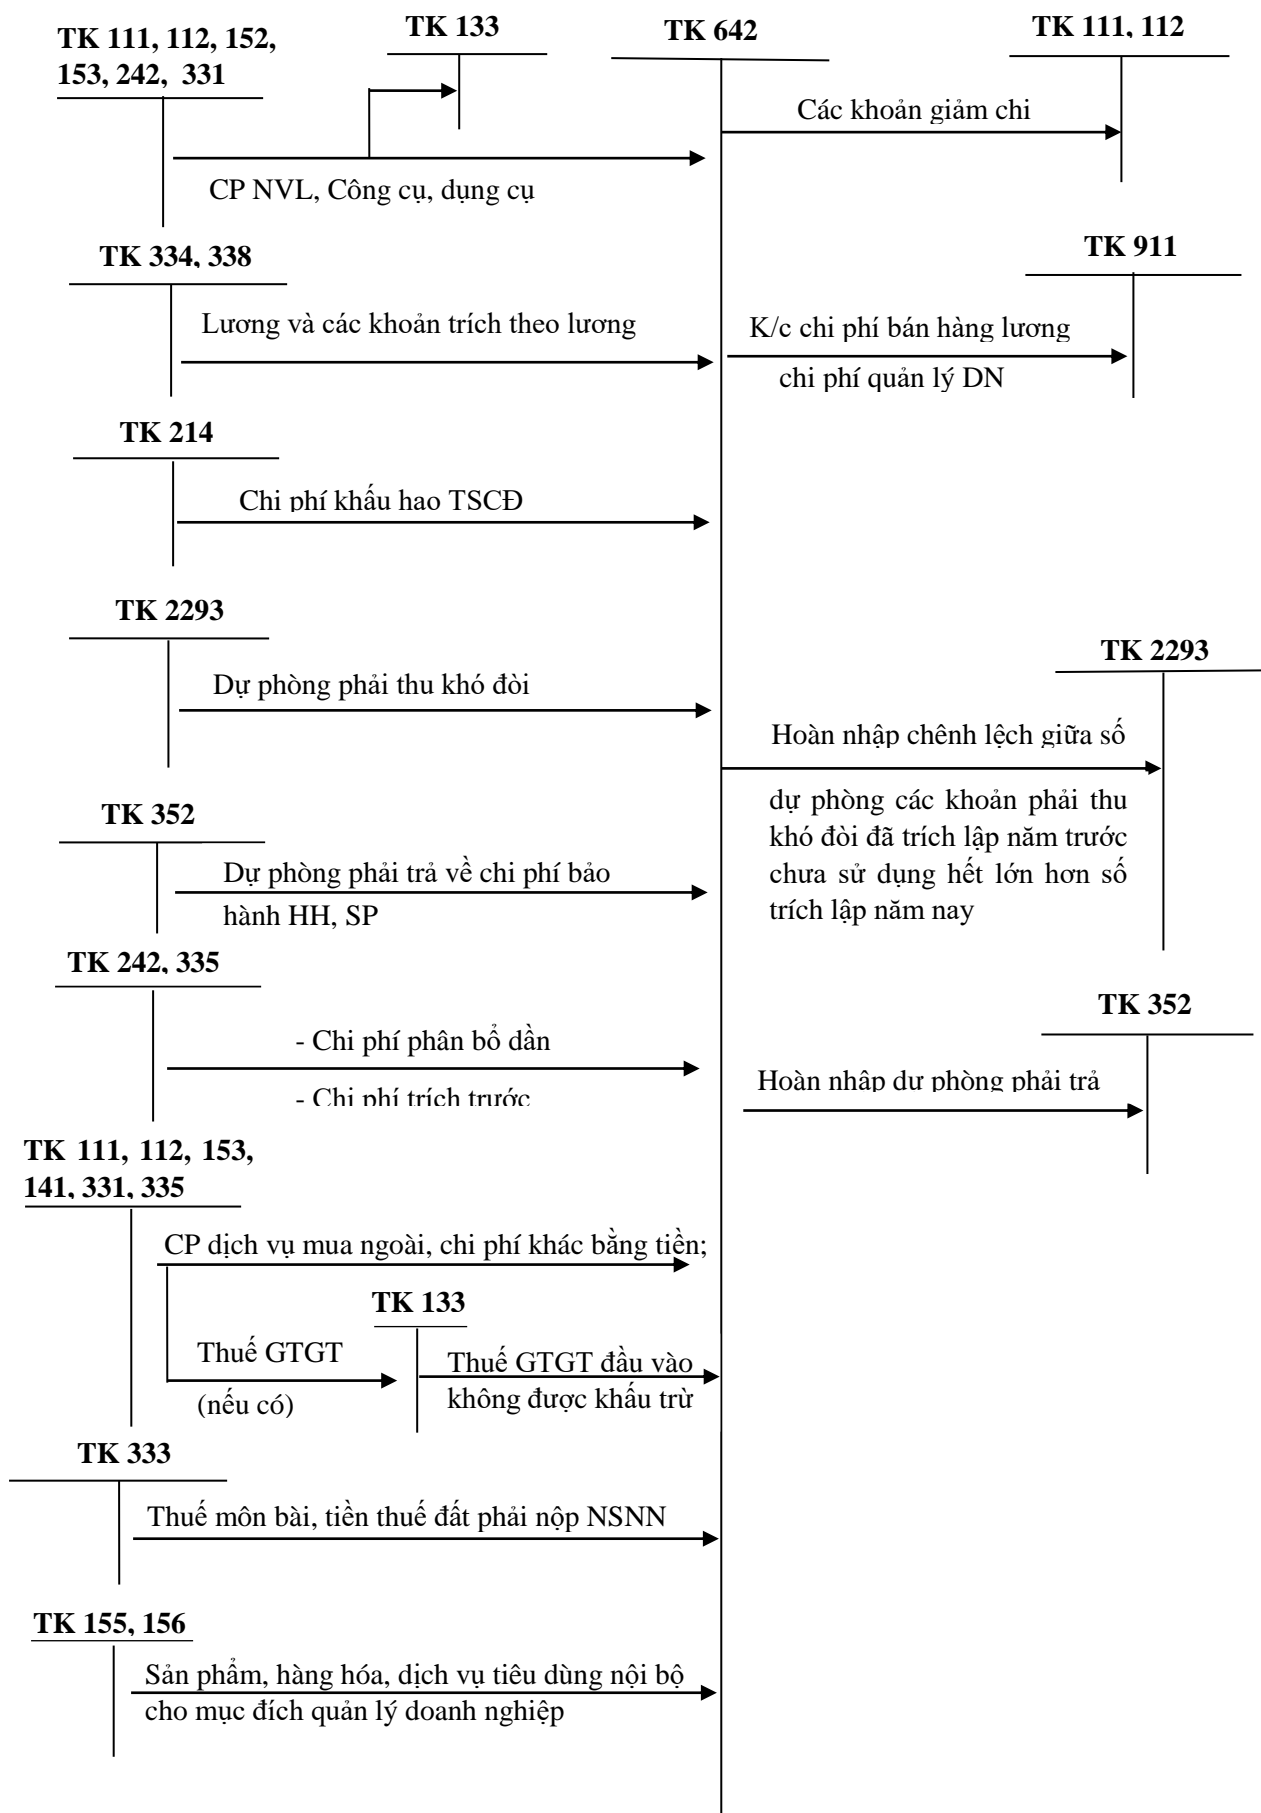 TK 111, 112, 152,
153, 242, 331
TK 133
TK 642
TK 111, 112
Các khoản giảm chi
CP NVL, Công cụ, dụng cụ
TK 334, 338
TK 911
Lương và các khoản trích theo lương
K/c chi phí bán hàng lương
chi phí quản lý DN
TK 214
Chi phí khấu hao TSCĐ
TK 2293
TK 2293
Dự phòng phải thu khó đòi
Hoàn nhập chênh lệch giữa số
dự phòng các khoản phải thu
khó đòi đã trích lập năm trước
chưa sử dụng hết lớn hơn số
trích lập năm nay
TK 352
Dự phòng phải trả về chi phí bảo
hành HH, SP
TK 242, 335
TK 352
- Chi phí phân bổ dần
- Chi phí trích trước
Hoàn nhập dự phòng phải trả
TK 111, 112, 153,
141, 331, 335
CP dịch vụ mua ngoài, chi phí khác bằng tiền;
TK 133
Thuế GTGT
(nếu có)
Thuế GTGT đầu vào
không được khấu trừ
TK 333
Thuế môn bài, tiền thuế đất phải nộp NSNN
TK 155, 156
Sản phẩm, hàng hóa, dịch vụ tiêu dùng nội bộ
cho mục đích quản lý doanh nghiệp